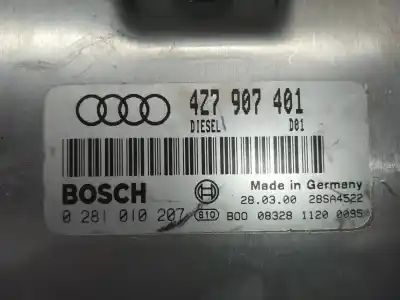 4Z7 907 401
DIESEL D01
BOSCH
Made in Germany
28.03.00 28SA4522
0 281 010 207 B10 B00 08328 1120 0095